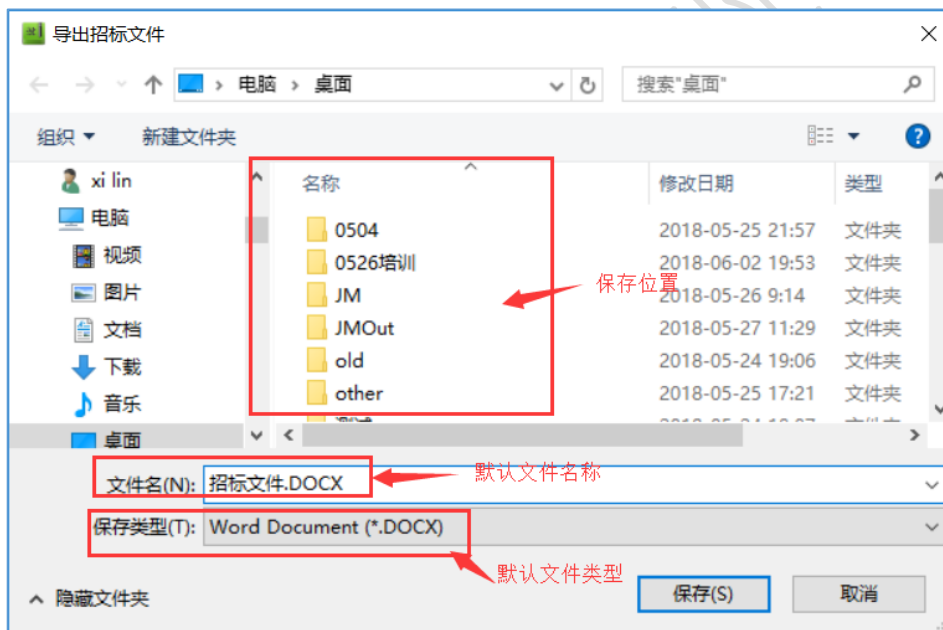 导出招标文件
电脑 › 桌面
搜索"桌面"
组织
新建文件夹
xi lin
电脑
视频
图片
文档
下载
音乐
桌面
名称 修改日期 类型
0504 2018-05-25 21:57 文件夹
0526培训 2018-06-02 19:53 文件夹
JM 2018-05-26 9:14 文件夹
JMOut 2018-05-27 11:29 文件夹
old 2018-05-24 19:06 文件夹
other 2018-05-25 17:21 文件夹
保存位置
文件名(N): 招标文件.DOCX
默认文件名称
保存类型(T): Word Document (*.DOCX)
默认文件类型
隐藏文件夹
保存(S)
取消